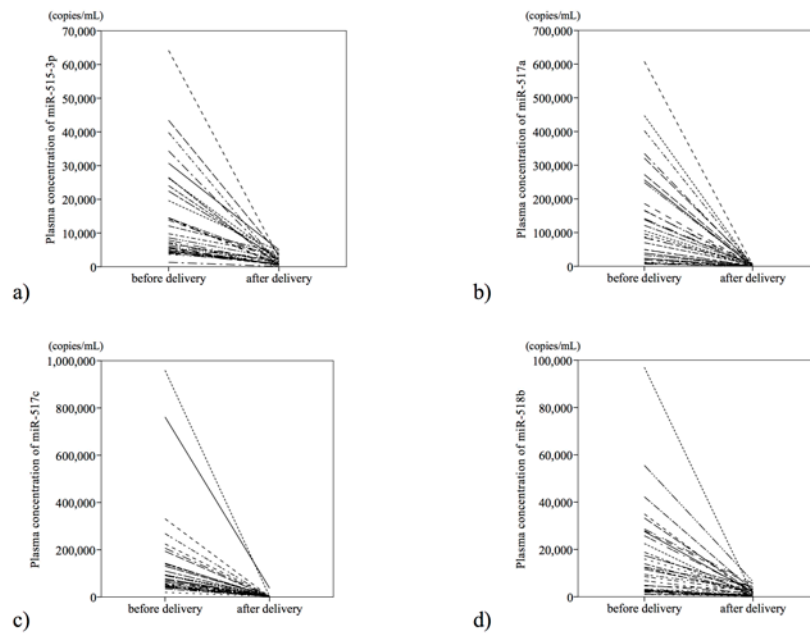 (copies/mL)
Plasma concentration of miR-515-3p
70,000
60,000
50,000
40,000
30,000
20,000
10,000
0
before delivery after delivery
a)
(copies/mL)
Plasma concentration of miR-517a
700,000
600,000
500,000
400,000
300,000
200,000
100,000
0
before delivery after delivery
b)
(copies/mL)
Plasma concentration of miR-517c
1,000,000
800,000
600,000
400,000
200,000
0
before delivery after delivery
c)
(copies/mL)
Plasma concentration of miR-518b
100,000
80,000
60,000
40,000
20,000
0
before delivery after delivery
d)